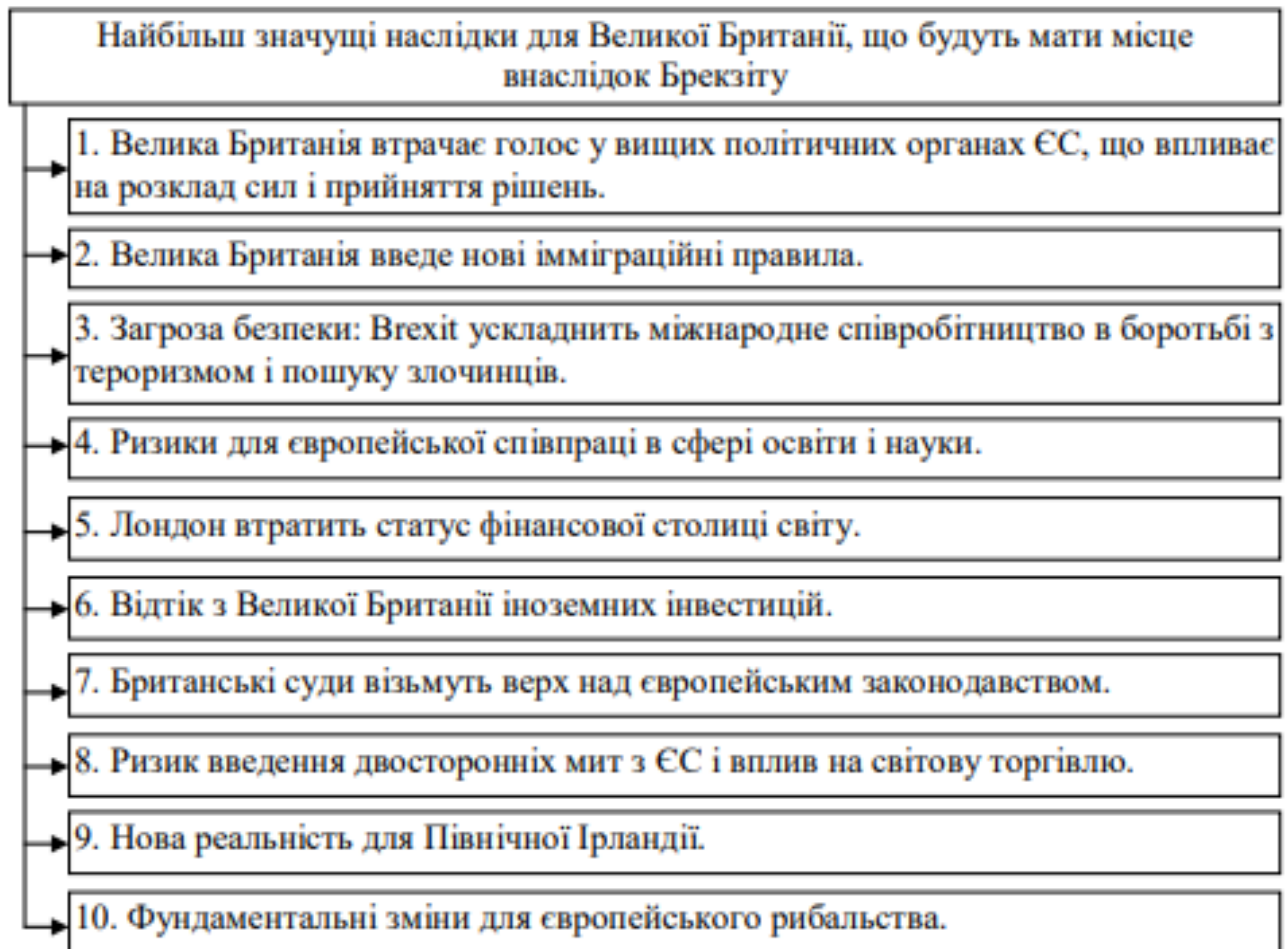 Найбільш значущі наслідки для Великої Британії, що будуть мати місце
внаслідок Брекзіту
1. Велика Британія втрачає голос у вищих політичних органах ЄС, що впливає
на розклад сил і прийняття рішень.
2. Велика Британія введе нові імміграційні правила.
3. Загроза безпеки: Brexit ускладнить міжнародне співробітництво в боротьбі з
тероризмом і пошуку злочинців.
4. Ризики для європейської співпраці в сфері освіти і науки.
5. Лондон втратить статус фінансової столиці світу.
6. Відтік з Великої Британії іноземних інвестицій.
7. Британські суди візьмуть верх над європейським законодавством.
8. Ризик введення двосторонніх мит з ЄС і вплив на світову торгівлю.
9. Нова реальність для Північної Ірландії.
10. Фундаментальні зміни для європейського рибальства.